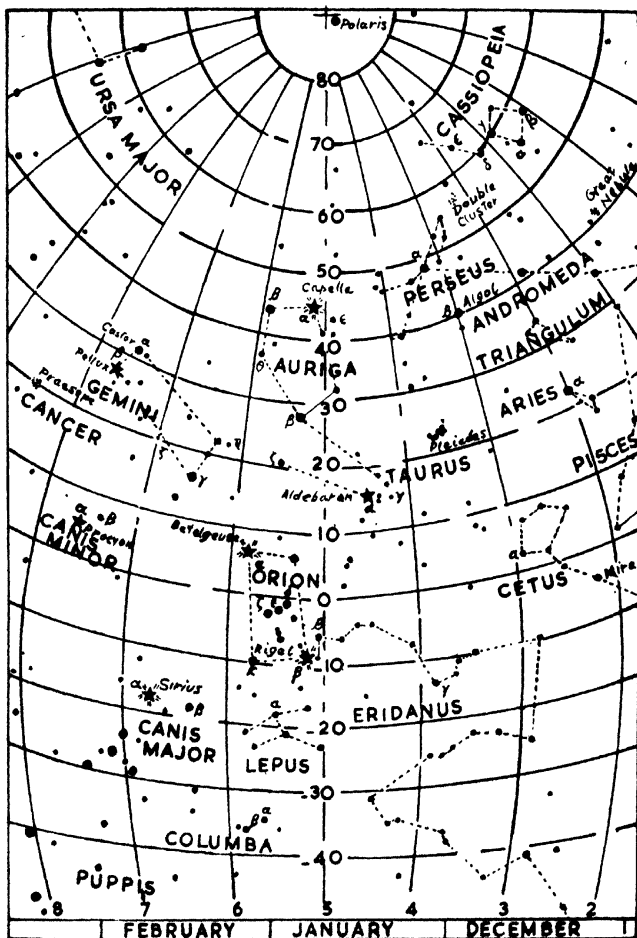 Polaris
80
URSA MAJOR
CASSIOPEIA
70
β
γ
ε
α
δ
Great Nebula
60
Double Cluster
50
α
PERSEUS
ANDROMEDA
β Algol
TRIANGULUM
Capella
β
α
ε
40
Castor α
θ
AURIGA
Pollux β
GEMINI
Praesepe
CANCER
30
ARIES
α
β
η
Pleiades
PISCES
ζ
20
TAURUS
ζ
γ
Aldebaran
α
γ
10
α β
Procyon
CANIS MINOR
Betelgeuse
α
ORION
α
CETUS
Mira
0
ζ ε
β
Rigel
κ
β
10
γ
α Sirius
β
ERIDANUS
CANIS MAJOR
α
20
LEPUS
30
α
β
COLUMBA
40
PUPPIS
8 7 6 5 4 3 2
FEBRUARY JANUARY DECEMBER